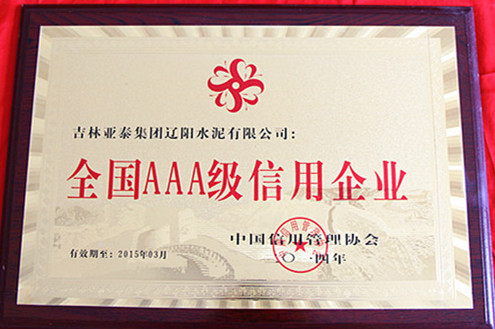 吉林亚泰集团辽阳水泥有限公司：
全国AAA级信用企业
中国信用管理协会
有效期至：2015年03月
二〇一四年